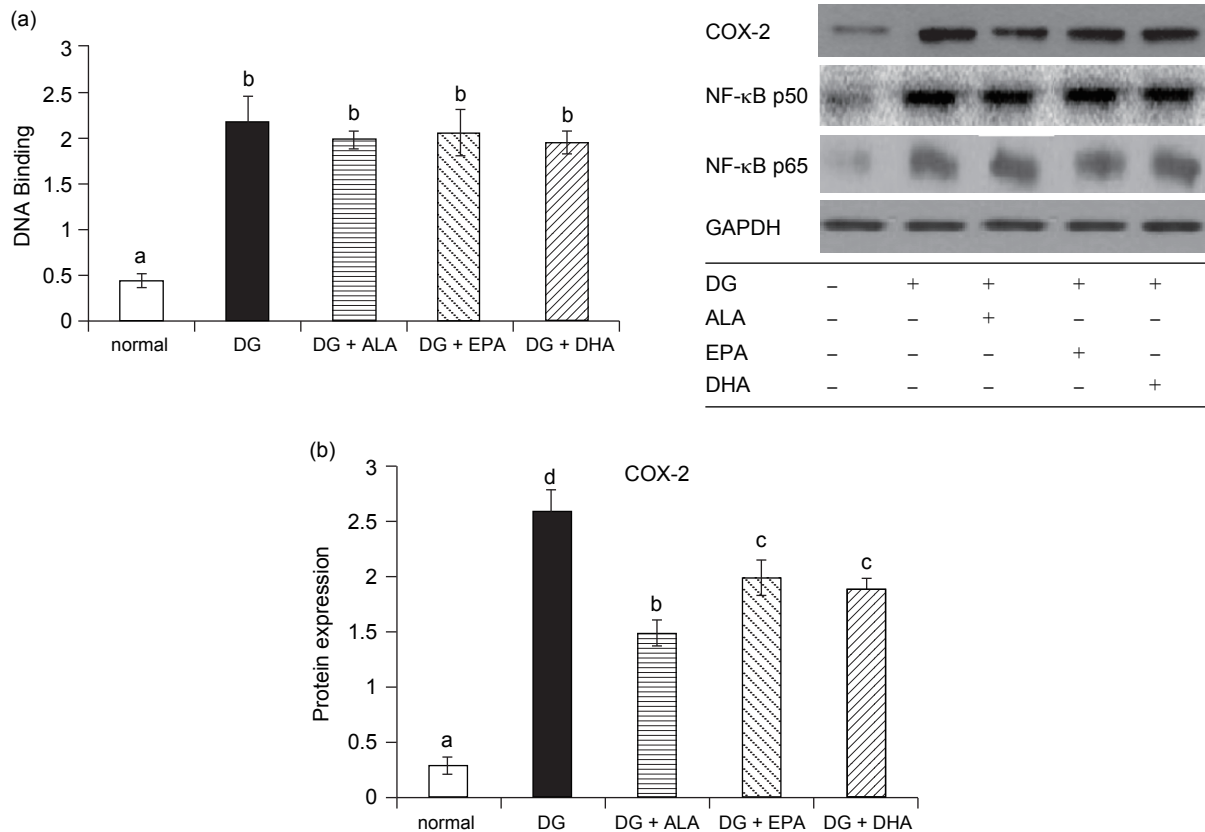 (a)
3
2.5
2
1.5
1
0.5
0
DNA Binding
a
b
b
b
b
normal DG DG + ALA DG + EPA DG + DHA
COX-2
NF-κB p50
NF-κB p65
GAPDH
DG – + + + +
ALA – – + – –
EPA – – – + –
DHA – – – – +
(b)
COX-2
3
2.5
2
1.5
1
0.5
0
Protein expression
a
d
b
c
c
normal DG DG + ALA DG + EPA DG + DHA